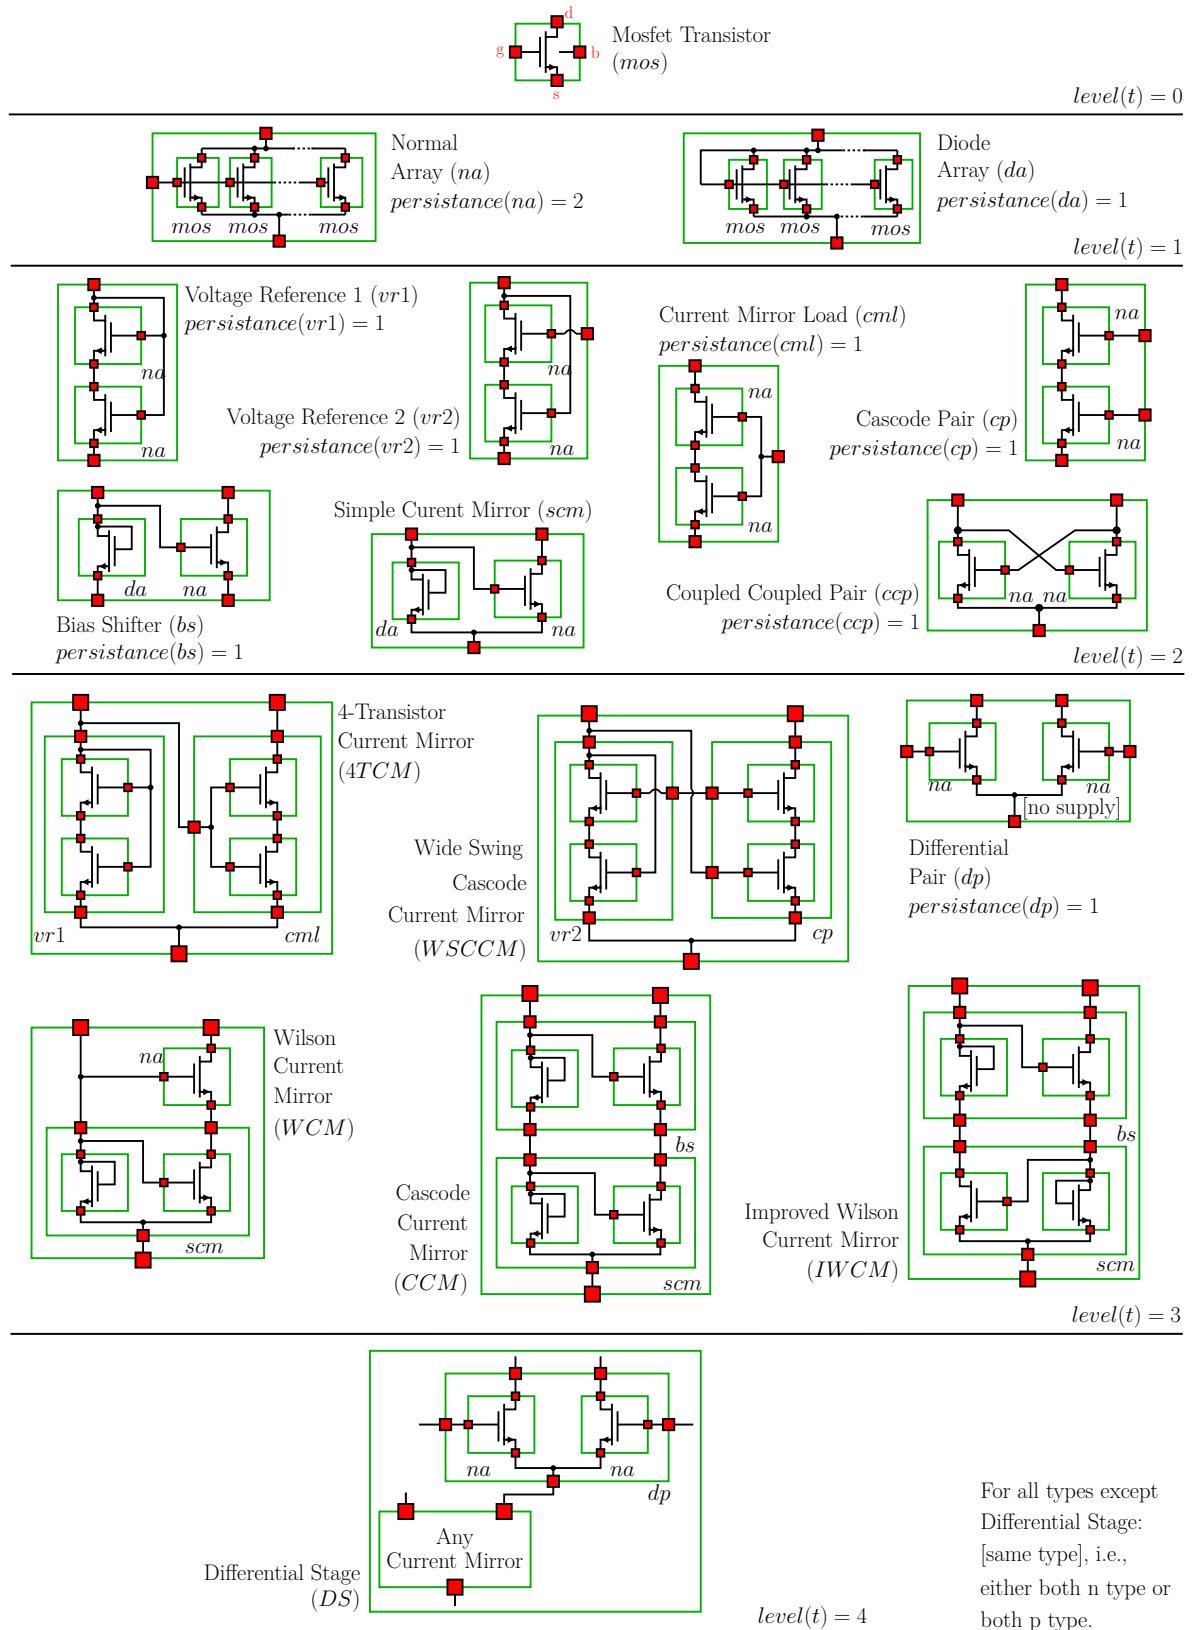 d
g
b
s
Mosfet Transistor
(mos)
level(t) = 0
Normal
Array (na)
persistance(na) = 2
mos mos mos
Diode
Array (da)
persistance(da) = 1
mos mos mos
level(t) = 1
Voltage Reference 1 (vr1)
persistance(vr1) = 1
na
na
Voltage Reference 2 (vr2)
persistance(vr2) = 1
na
na
Current Mirror Load (cml)
persistance(cml) = 1
na
na
Cascode Pair (cp)
persistance(cp) = 1
na
na
da na
Bias Shifter (bs)
persistance(bs) = 1
Simple Curent Mirror (scm)
da
na
Coupled Coupled Pair (ccp)
persistance(ccp) = 1
na na
level(t) = 2
4-Transistor
Current Mirror
(4TCM)
vr1
cml
Wide Swing
Cascode
Current Mirror
(WSCCM)
vr2
cp
na
na
[no supply]
Differential
Pair (dp)
persistance(dp) = 1
na
Wilson
Current
Mirror
(WCM)
scm
bs
Cascode
Current
Mirror
(CCM)
scm
bs
Improved Wilson
Current Mirror
(IWCM)
scm
level(t) = 3
na
na
dp
Any
Current Mirror
Differential Stage
(DS)
level(t) = 4
For all types except
Differential Stage:
[same type], i.e.,
either both n type or
both p type.